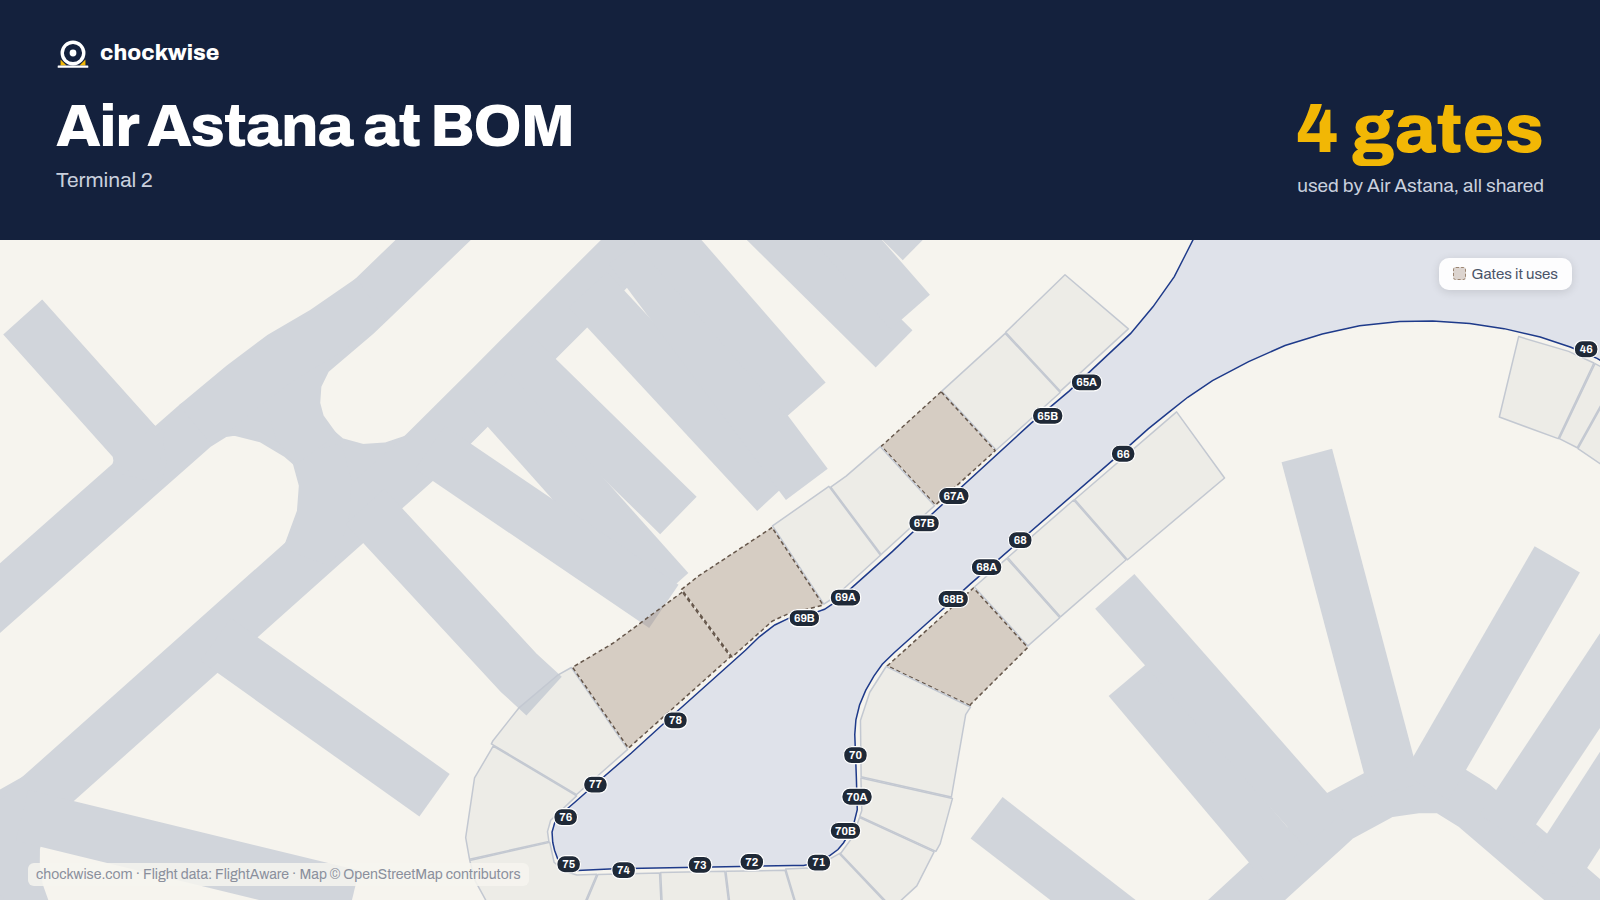 chockwise
Air Astana at BOM
Terminal 2
4 gates
used by Air Astana, all shared
Gates it uses
46
65A
65B
66
67A
67B
68
68A
68B
69A
69B
78
70
77
70A
76
70B
75
74
73
72
71
chockwise.com · Flight data: FlightAware · Map © OpenStreetMap contributors